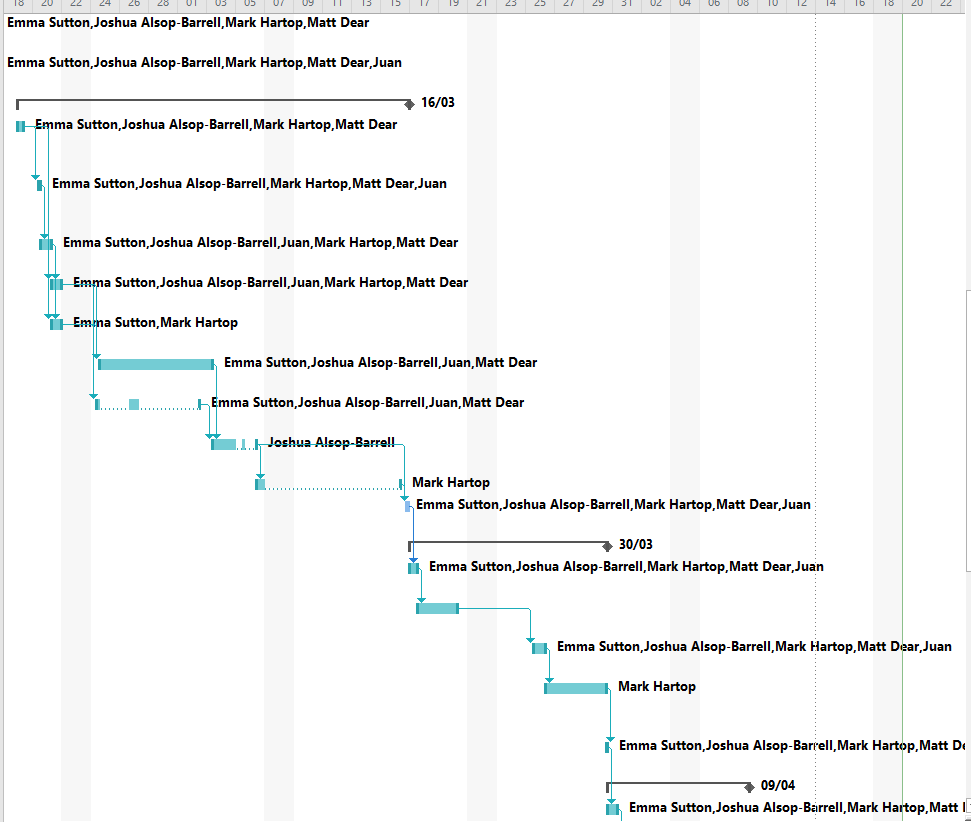 18 20 22 24 26 28 01 03 05 07 09 11 13 15 17 19 21 23 25 27 29 31 02 04 06 08 10 12 14 16 18 20 22
Emma Sutton,Joshua Alsop-Barrell,Mark Hartop,Matt Dear
Emma Sutton,Joshua Alsop-Barrell,Mark Hartop,Matt Dear,Juan
16/03
Emma Sutton,Joshua Alsop-Barrell,Mark Hartop,Matt Dear
Emma Sutton,Joshua Alsop-Barrell,Mark Hartop,Matt Dear,Juan
Emma Sutton,Joshua Alsop-Barrell,Juan,Mark Hartop,Matt Dear
Emma Sutton,Joshua Alsop-Barrell,Juan,Mark Hartop,Matt Dear
Emma Sutton,Mark Hartop
Emma Sutton,Joshua Alsop-Barrell,Juan,Matt Dear
Emma Sutton,Joshua Alsop-Barrell,Juan,Matt Dear
Joshua Alsop-Barrell
Mark Hartop
Emma Sutton,Joshua Alsop-Barrell,Mark Hartop,Matt Dear,Juan
30/03
Emma Sutton,Joshua Alsop-Barrell,Mark Hartop,Matt Dear,Juan
Emma Sutton,Joshua Alsop-Barrell,Mark Hartop,Matt Dear,Juan
Mark Hartop
Emma Sutton,Joshua Alsop-Barrell,Mark Hartop,Matt De
09/04
Emma Sutton,Joshua Alsop-Barrell,Mark Hartop,Matt